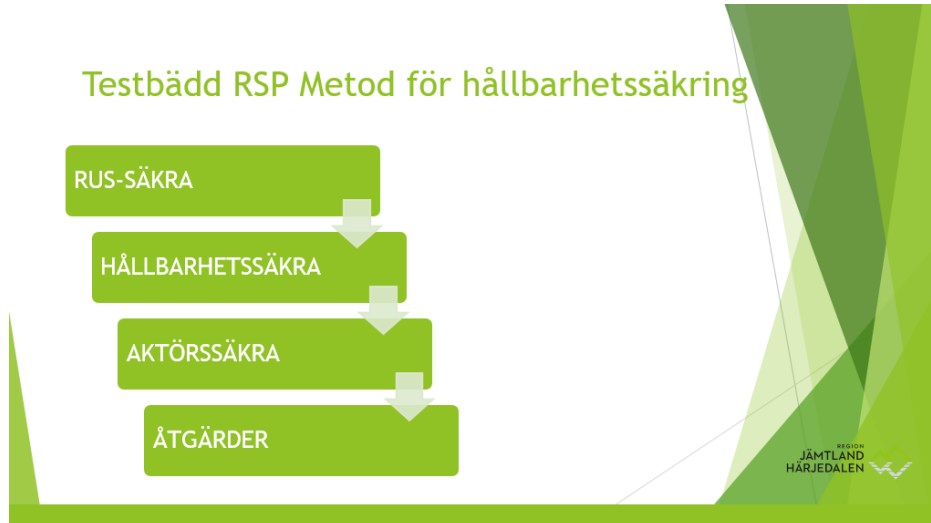 Testbädd RSP Metod för hållbarhetssäkring
RUS-SÄKRA
HÅLLBARHETSSÄKRA
AKTÖRSSÄKRA
ÅTGÄRDER
REGION
JÄMTLAND
HÄRJEDALEN